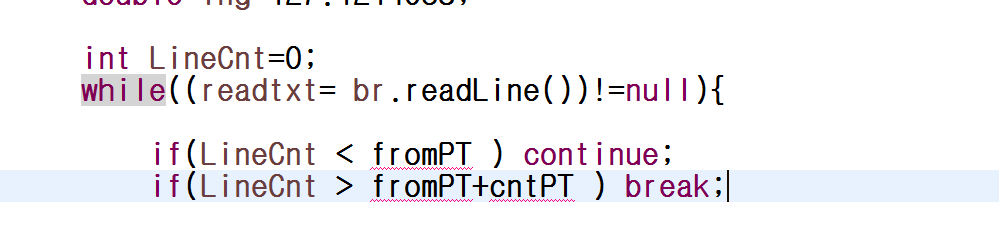 int LineCnt=0;
while((readtxt= br.readLine())!=null){
if(LineCnt < fromPT ) continue;
if(LineCnt > fromPT+cntPT ) break;